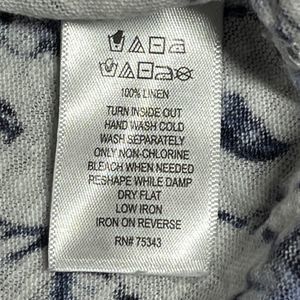 100% LINEN
TURN INSIDE OUT
HAND WASH COLD
WASH SEPARATELY
ONLY NON-CHLORINE
BLEACH WHEN NEEDED
RESHAPE WHILE DAMP
DRY FLAT
LOW IRON
IRON ON REVERSE
RN# 75343